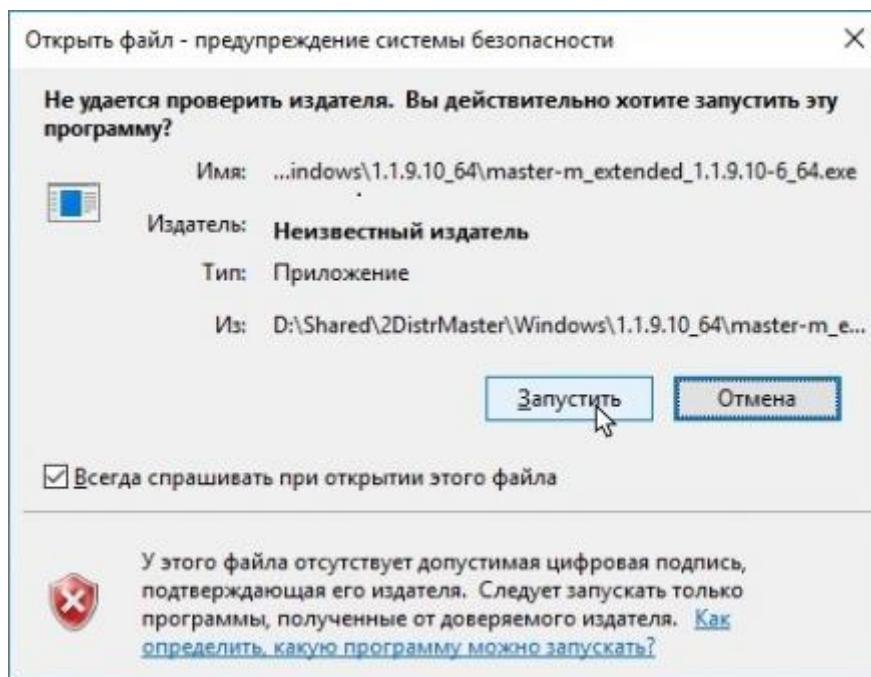 Открыть файл - предупреждение системы безопасности
Не удается проверить издателя. Вы действительно хотите запустить эту
программу?
Имя: ...indows\1.1.9.10_64\master-m_extended_1.1.9.10-6_64.exe
Издатель: Неизвестный издатель
Тип: Приложение
Из: D:\Shared\2DistrMaster\Windows\1.1.9.10_64\master-m_e...
Запустить Отмена
Всегда спрашивать при открытии этого файла
У этого файла отсутствует допустимая цифровая подпись,
подтверждающая его издателя. Следует запускать только
программы, полученные от доверяемого издателя. Как
определить, какую программу можно запускать?